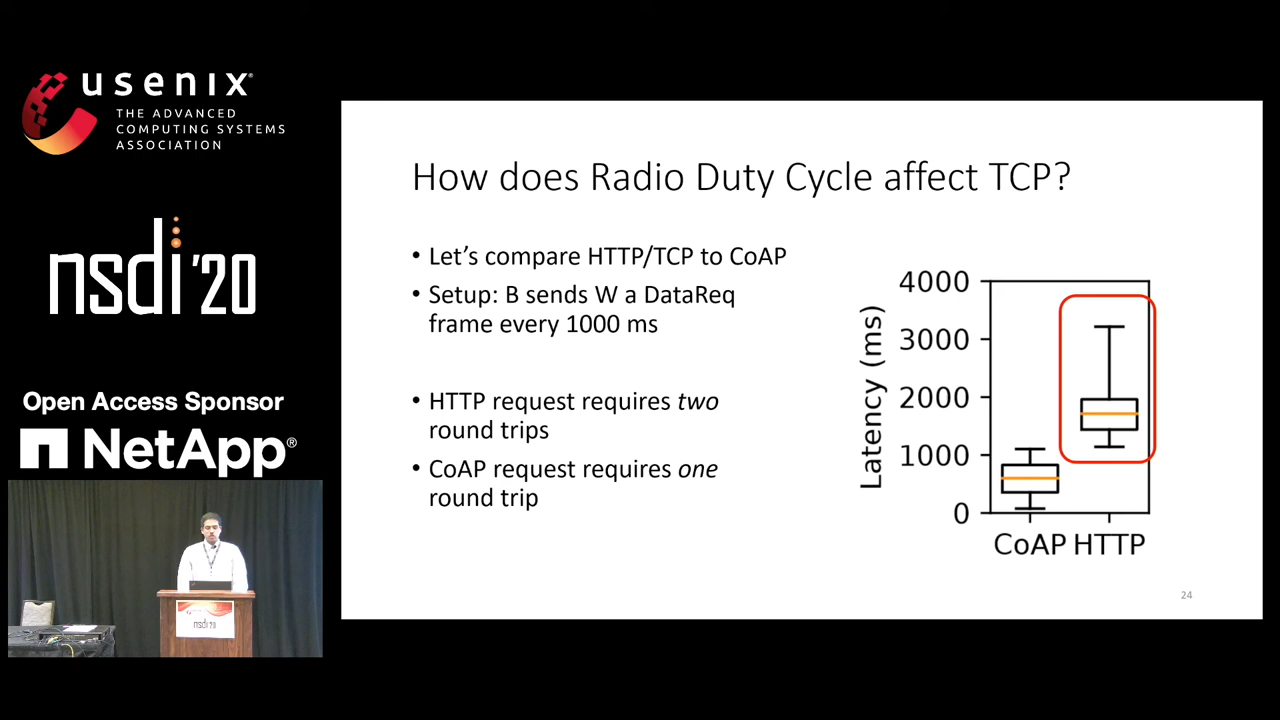 usenix
THE ADVANCED
COMPUTING SYSTEMS
ASSOCIATION
nsdi '20
Open Access Sponsor
NetApp®
How does Radio Duty Cycle affect TCP?
• Let's compare HTTP/TCP to CoAP
• Setup: B sends W a DataReq
frame every 1000 ms
• HTTP request requires two
round trips
• CoAP request requires one
round trip
Latency (ms)
4000
3000
2000
1000
0
CoAP HTTP
24
nsdi '20